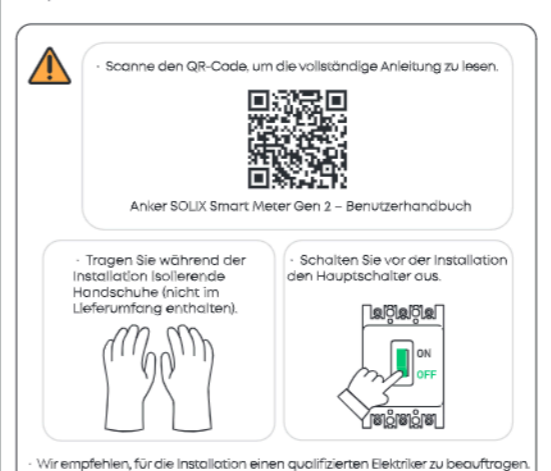 · Scanne den QR-Code, um die vollständige Anleitung zu lesen.
Anker SOLIX Smart Meter Gen 2 – Benutzerhandbuch
· Tragen Sie während der
Installation isolierende
Handschuhe (nicht im
Lieferumfang enthalten).
· Schalten Sie vor der Installation
den Hauptschalter aus.
ON
OFF
· Wir empfehlen, für die Installation einen qualifizierten Elektriker zu beauftragen.